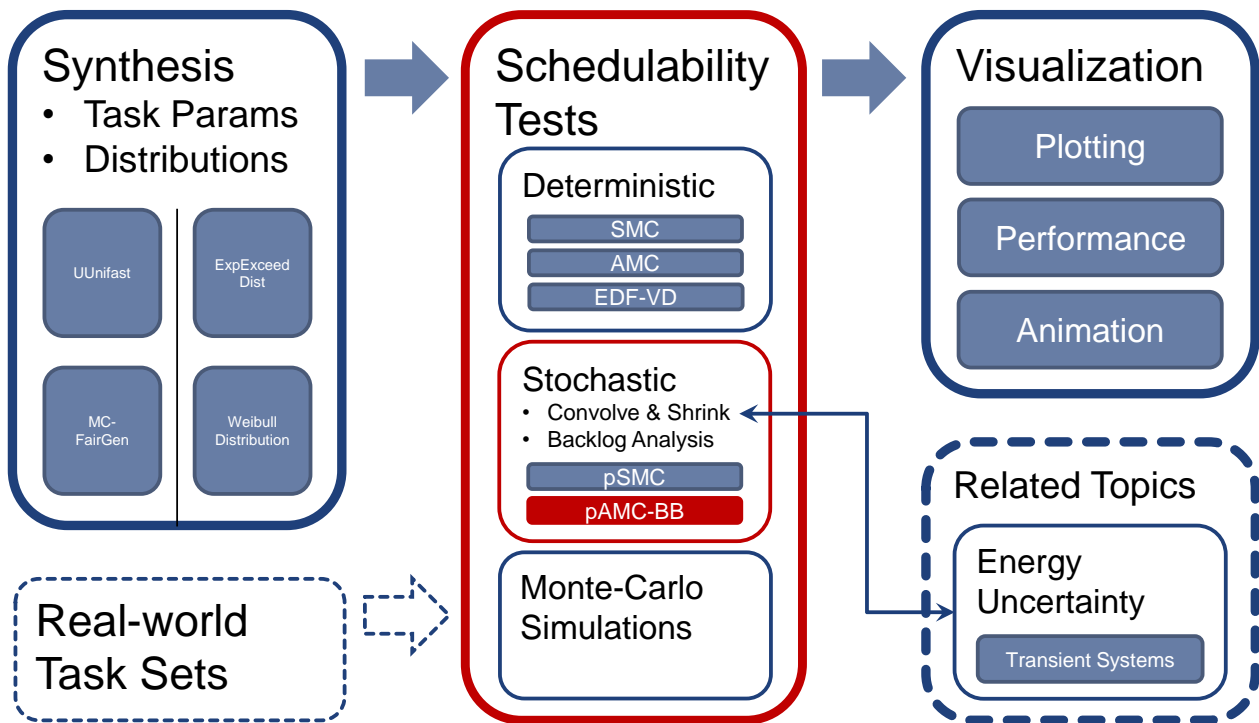 Synthesis
• Task Params
• Distributions
UUnifast
ExpExceed
Dist
MC-
FairGen
Weibull
Distribution
Real-world
Task Sets
Schedulability
Tests
Deterministic
SMC
AMC
EDF-VD
Stochastic
• Convolve & Shrink
• Backlog Analysis
pSMC
pAMC-BB
Monte-Carlo
Simulations
Visualization
Plotting
Performance
Animation
Related Topics
Energy
Uncertainty
Transient Systems